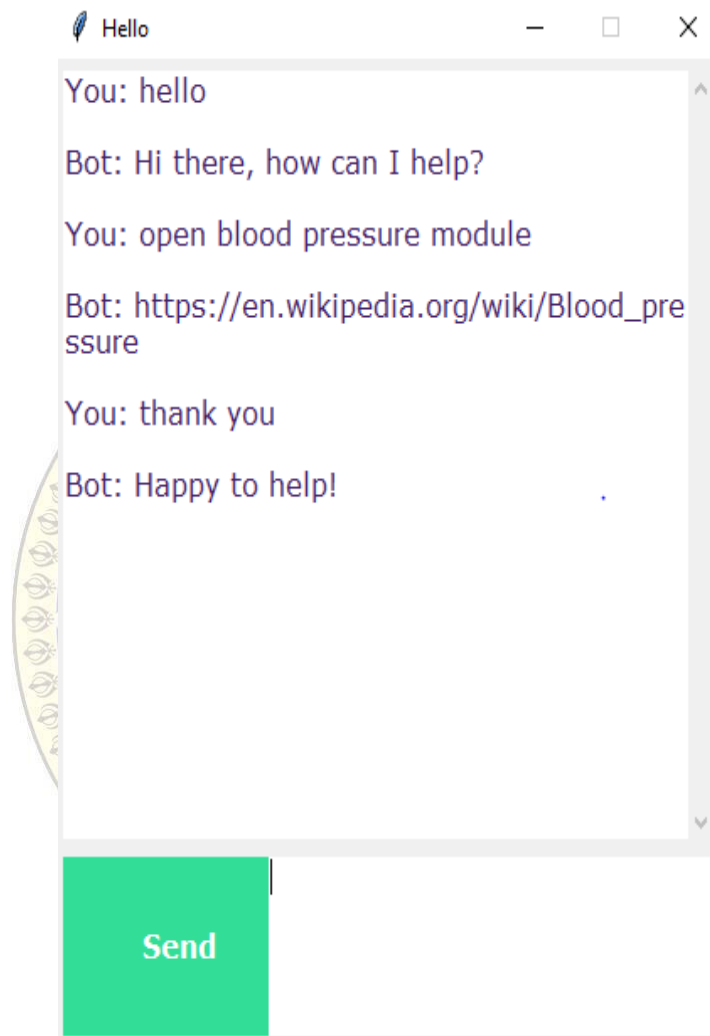 Hello
You: hello
Bot: Hi there, how can I help?
You: open blood pressure module
Bot: https://en.wikipedia.org/wiki/Blood_pre
ssure
You: thank you
Bot: Happy to help!
Send